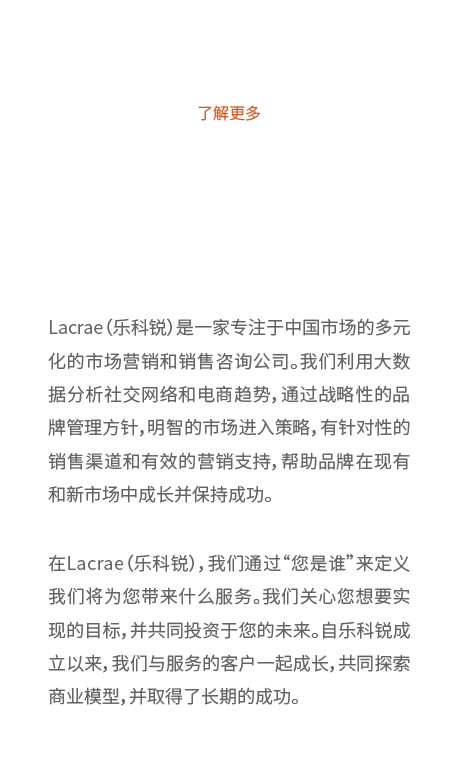 了解更多
Lacrae（乐科锐）是一家专注于中国市场的多元
化的市场营销和销售咨询公司。我们利用大数
据分析社交网络和电商趋势，通过战略性的品
牌管理方针，明智的市场进入策略，有针对性的
销售渠道和有效的营销支持，帮助品牌在现有
和新市场中成长并保持成功。
在Lacrae（乐科锐），我们通过“您是谁”来定义
我们将为您带来什么服务。我们关心您想要实
现的目标，并共同投资于您的未来。自乐科锐成
立以来，我们与服务的客户一起成长，共同探索
商业模型，并取得了长期的成功。